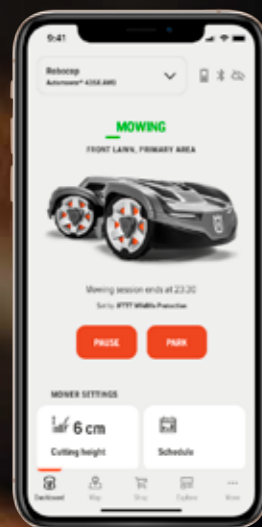 9:41
Robocop
Automower® 435X AWD
MOWING
FRONT LAWN, PRIMARY AREA
Mowing session ends at 23:20
Set by IFTTT Wildlife Protection
PAUSE
PARK
MOWER SETTINGS
6 cm
Cutting height
Schedule
Dashboard
Map
Shop
Explore
More